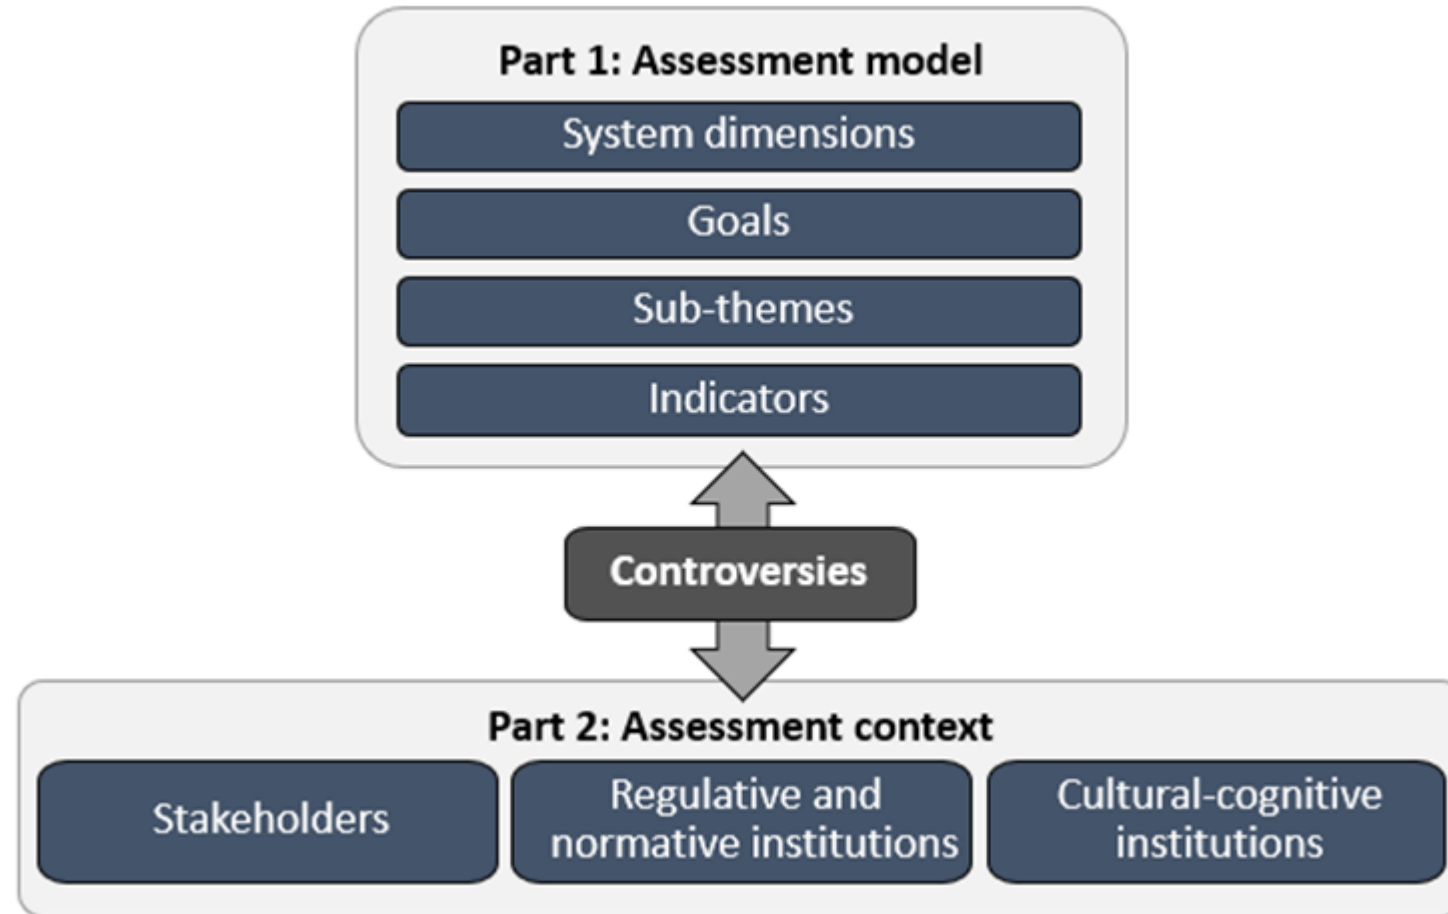 Part 1: Assessment model
System dimensions
Goals
Sub-themes
Indicators
Controversies
Part 2: Assessment context
Stakeholders
Regulative and
normative institutions
Cultural-cognitive
institutions